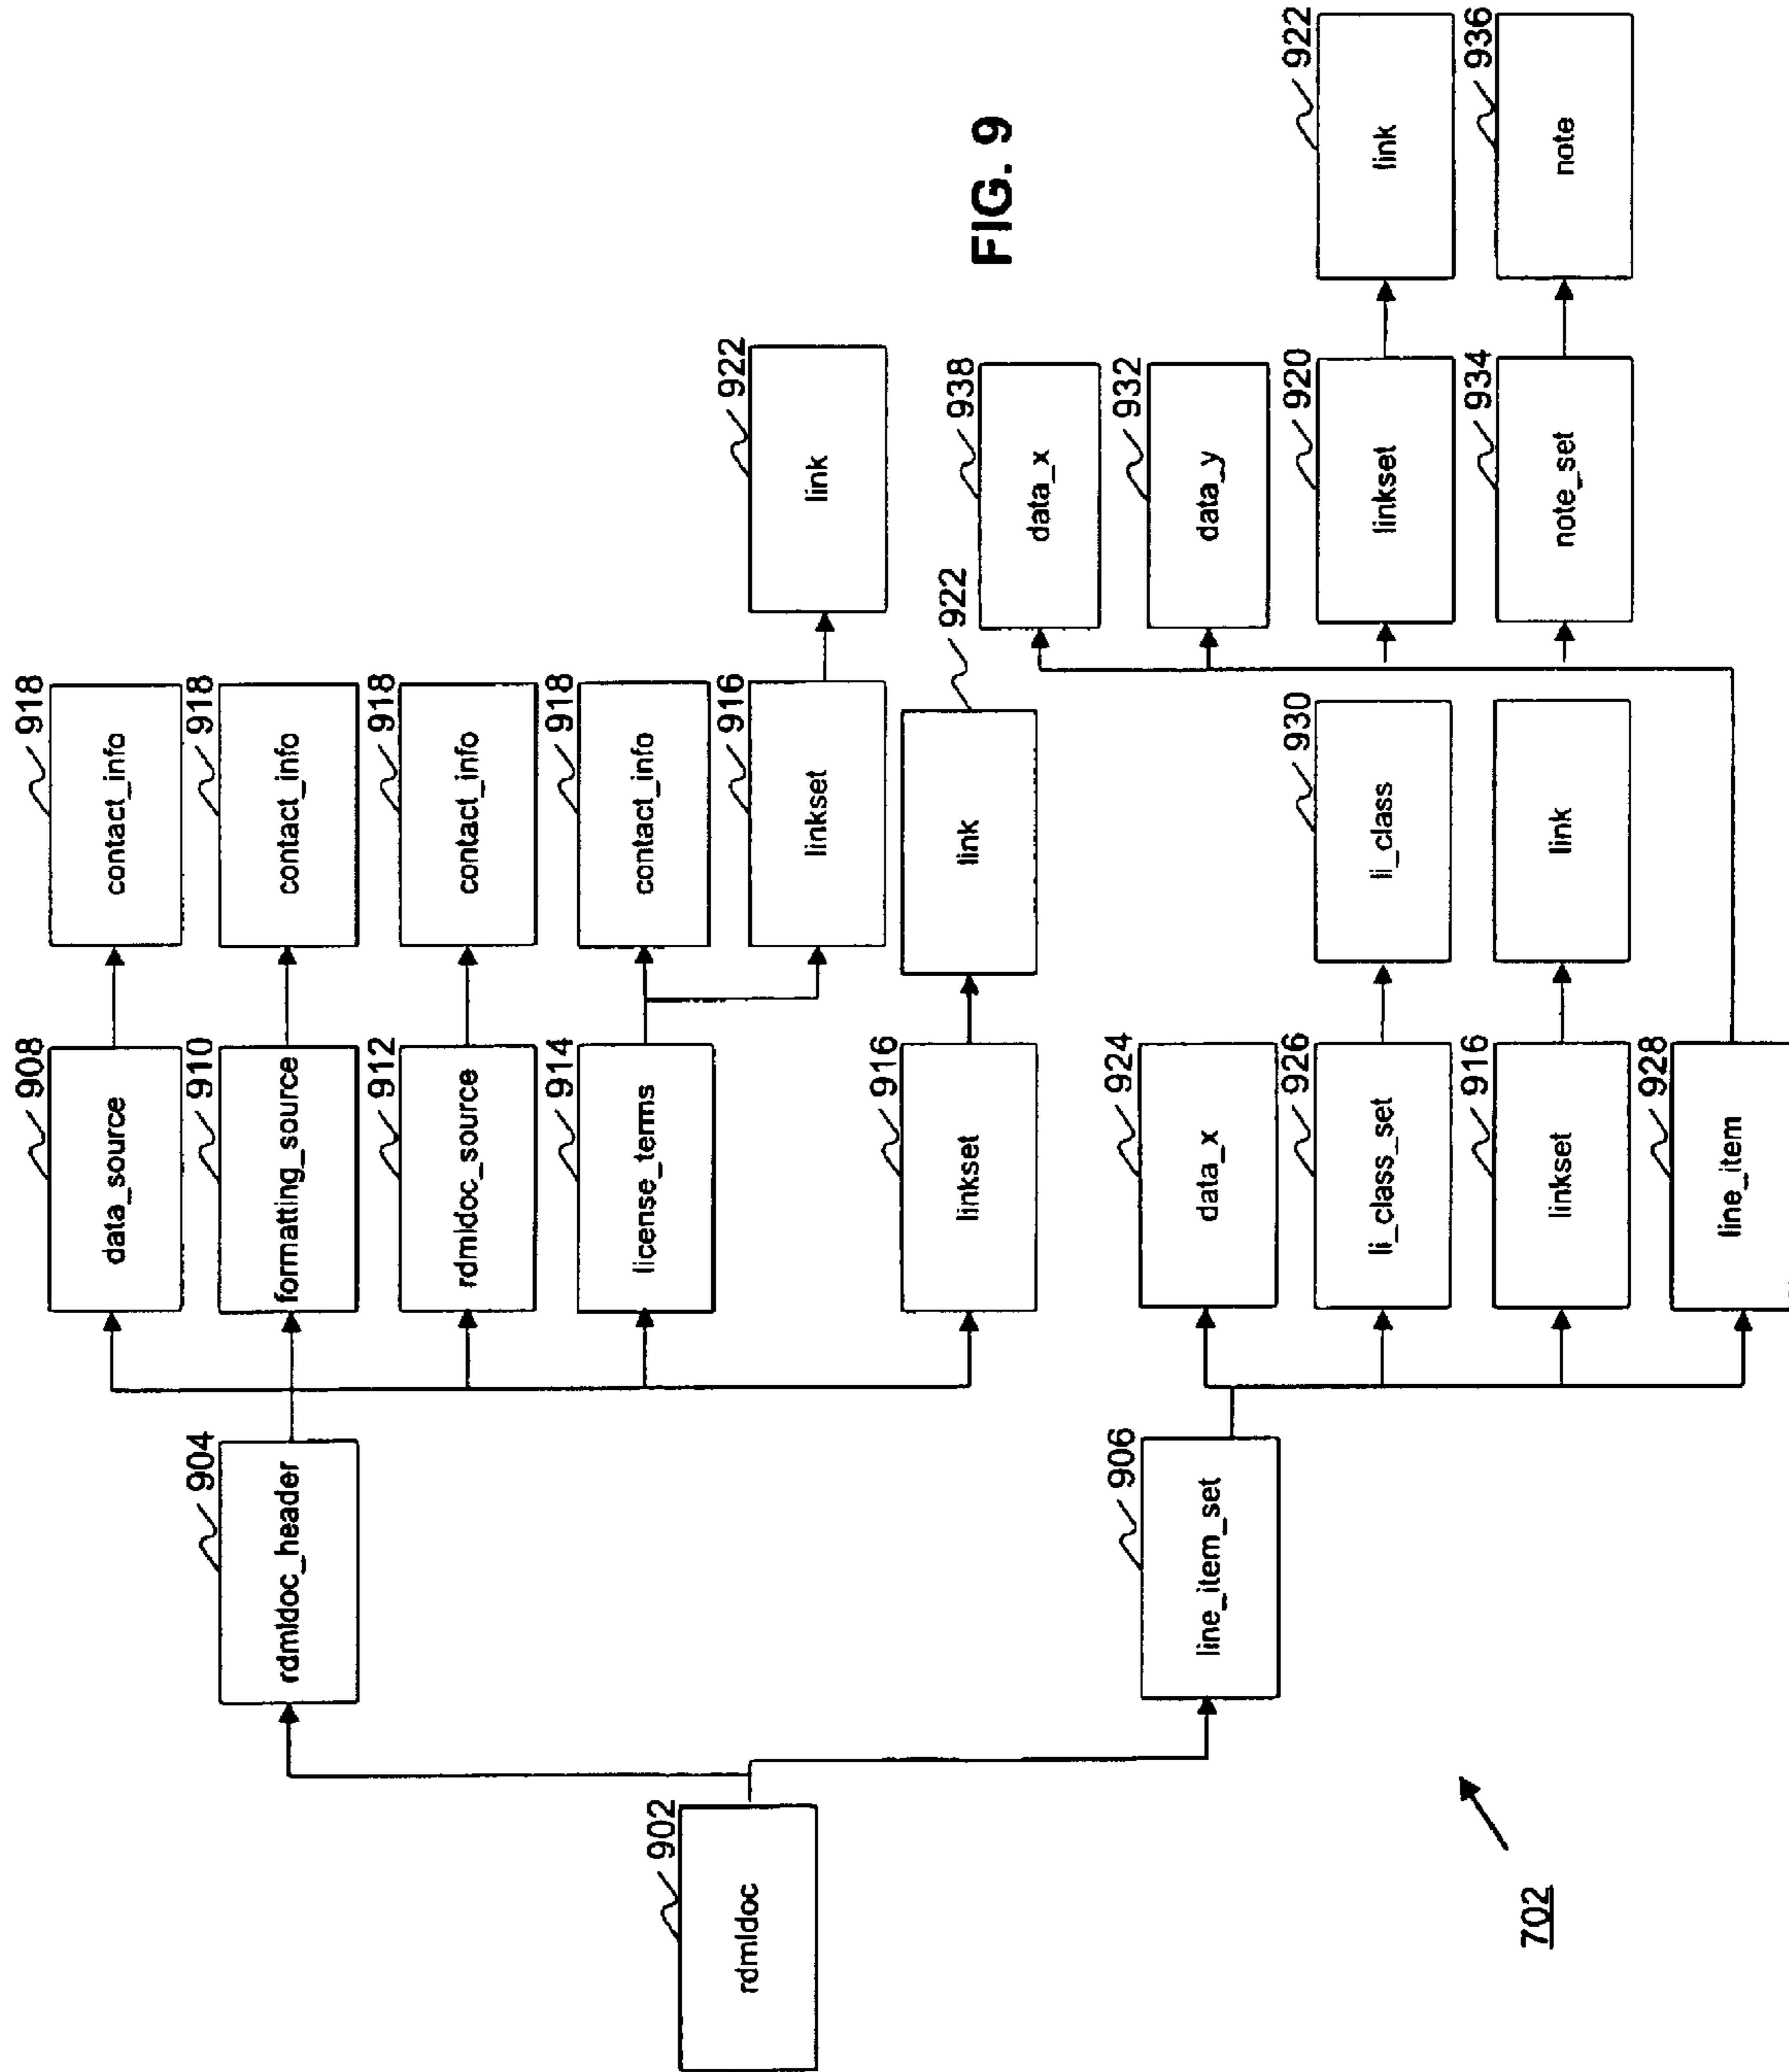 FIG. 9
702
902
rdmldoc
904
rdmldoc_header
906
line_item_set
908
data_source
910
formatting_source
912
rdmldoc_source
914
license_terms
916
linkset
924
data_x
926
li_class_set
916
linkset
928
line_item
918
contact_info
918
contact_info
918
contact_info
918
contact_info
916
linkset
922
link
930
li_class
link
922
link
938
data_x
932
data_y
920
linkset
934
note_set
922
link
936
note